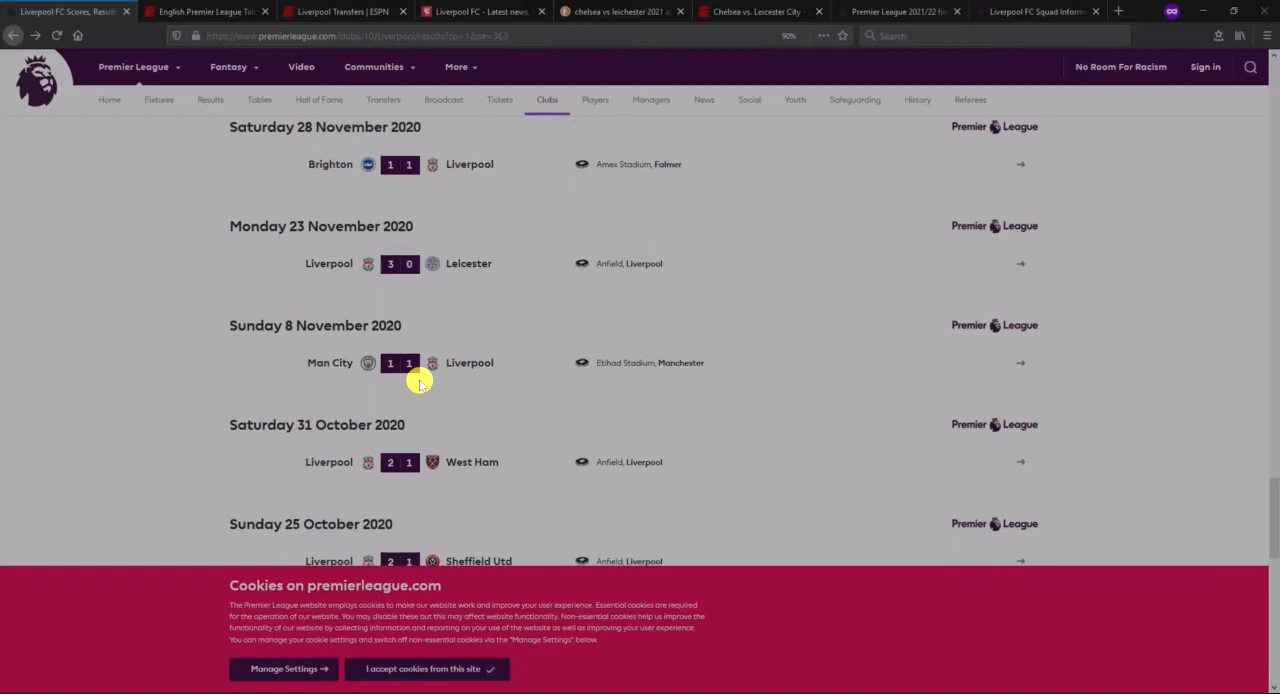 Liverpool FC Scores, Results
English Premier League Tab
Liverpool Transfers | ESPN
Liverpool FC - Latest news,
chelsea vs leichester 2021 at
Chelsea vs. Leicester City -
Premier League 2021/22 fix
Liverpool FC Squad Inform
https://www.premierleague.com/clubs/10/Liverpool/results?co=1&se=363
90%
Search
Premier League
Fantasy
Video
Communities
More
No Room For Racism
Sign in
Home
Fixtures
Results
Tables
Hall of Fame
Transfers
Broadcast
Tickets
Clubs
Players
Managers
News
Social
Youth
Safeguarding
History
Referees
Saturday 28 November 2020
Premier League
Brighton 1 1 Liverpool
Amex Stadium, Falmer
Monday 23 November 2020
Premier League
Liverpool 3 0 Leicester
Anfield, Liverpool
Sunday 8 November 2020
Premier League
Man City 1 1 Liverpool
Etihad Stadium, Manchester
Saturday 31 October 2020
Premier League
Liverpool 2 1 West Ham
Anfield, Liverpool
Sunday 25 October 2020
Premier League
Liverpool 2 1 Sheffield Utd
Anfield, Liverpool
Cookies on premierleague.com
The Premier League website employs cookies to make our website work and improve your user experience. Essential cookies are required
for the operation of our website. You may disable these but this may affect website functionality. Non-essential cookies help us improve the
functionality of our website by collecting information and reporting on your use of the website as well as improving your user experience.
You can manage your cookie settings and switch off non-essential cookies via the "Manage Settings" below.
Manage Settings
I accept cookies from this site